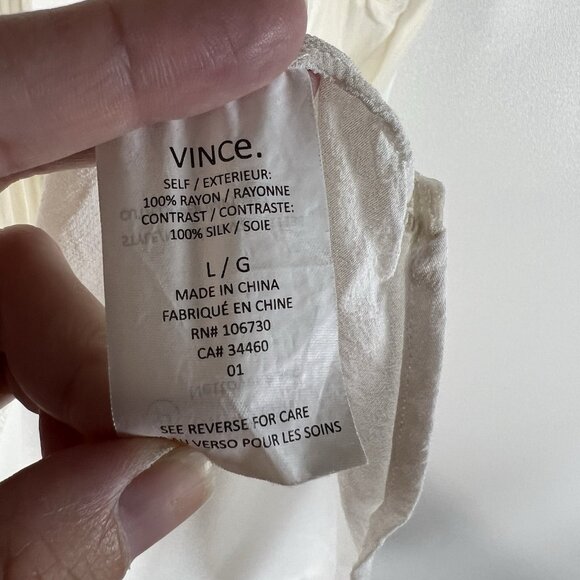 VINCe.
SELF / EXTERIEUR:
100% RAYON / RAYONNE
CONTRAST / CONTRASTE:
100% SILK / SOIE
L / G
MADE IN CHINA
FABRIQUÉ EN CHINE
RN# 106730
CA# 34460
01
SEE REVERSE FOR CARE
VERSO POUR LES SOINS